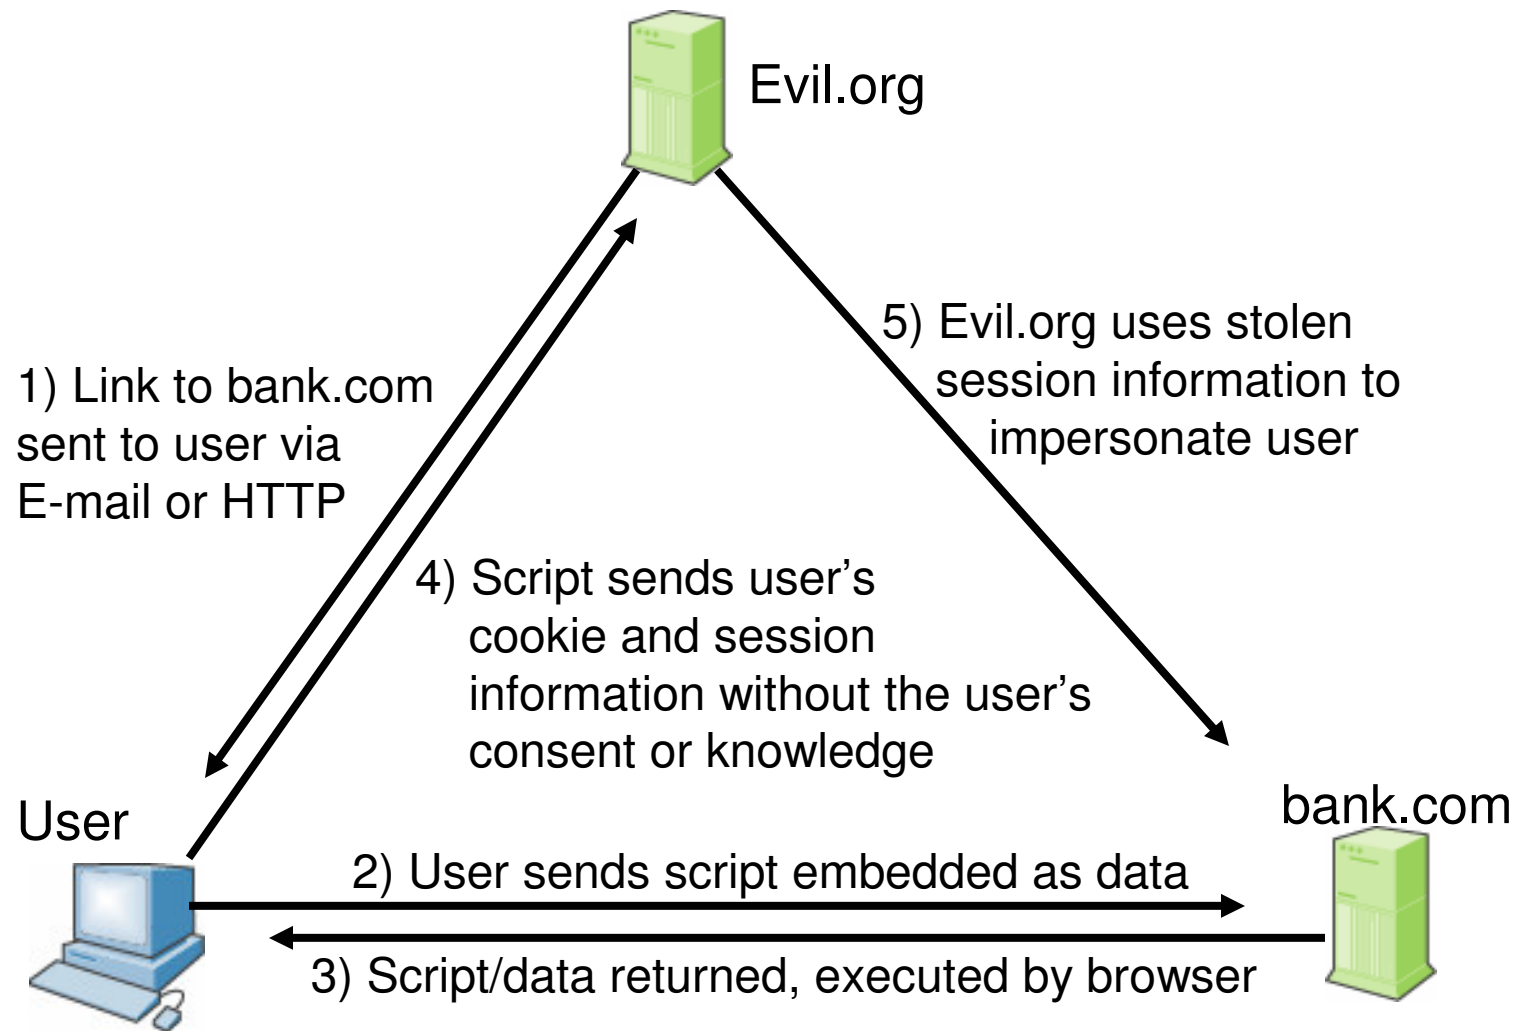 Evil.org
1) Link to bank.com
sent to user via
E-mail or HTTP
5) Evil.org uses stolen
session information to
impersonate user
4) Script sends user’s
cookie and session
information without the user’s
consent or knowledge
User
bank.com
2) User sends script embedded as data
3) Script/data returned, executed by browser